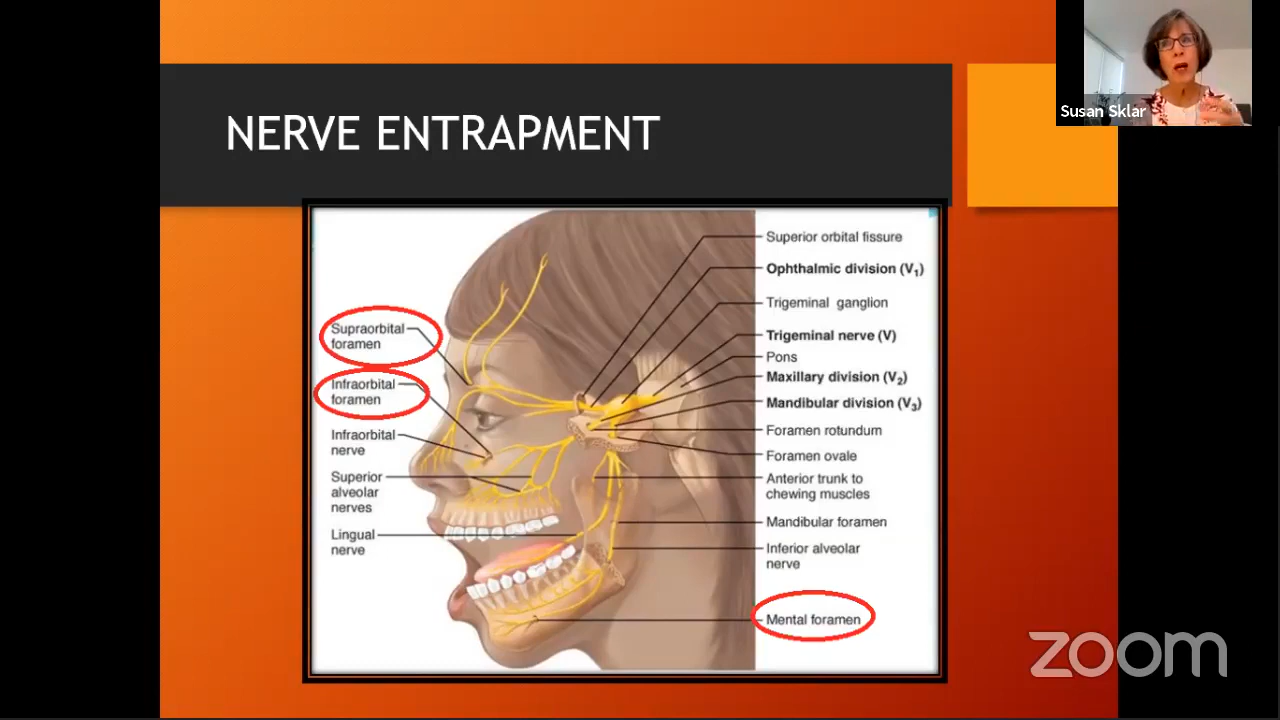 NERVE ENTRAPMENT
Susan Sklar
Supraorbital
foramen
Infraorbital
foramen
Infraorbital
nerve
Superior
alveolar
nerves
Lingual
nerve
Superior orbital fissure
Ophthalmic division (V1)
Trigeminal ganglion
Trigeminal nerve (V)
Pons
Maxillary division (V2)
Mandibular division (V3)
Foramen rotundum
Foramen ovale
Anterior trunk to
chewing muscles
Mandibular foramen
Inferior alveolar
nerve
Mental foramen
zoom